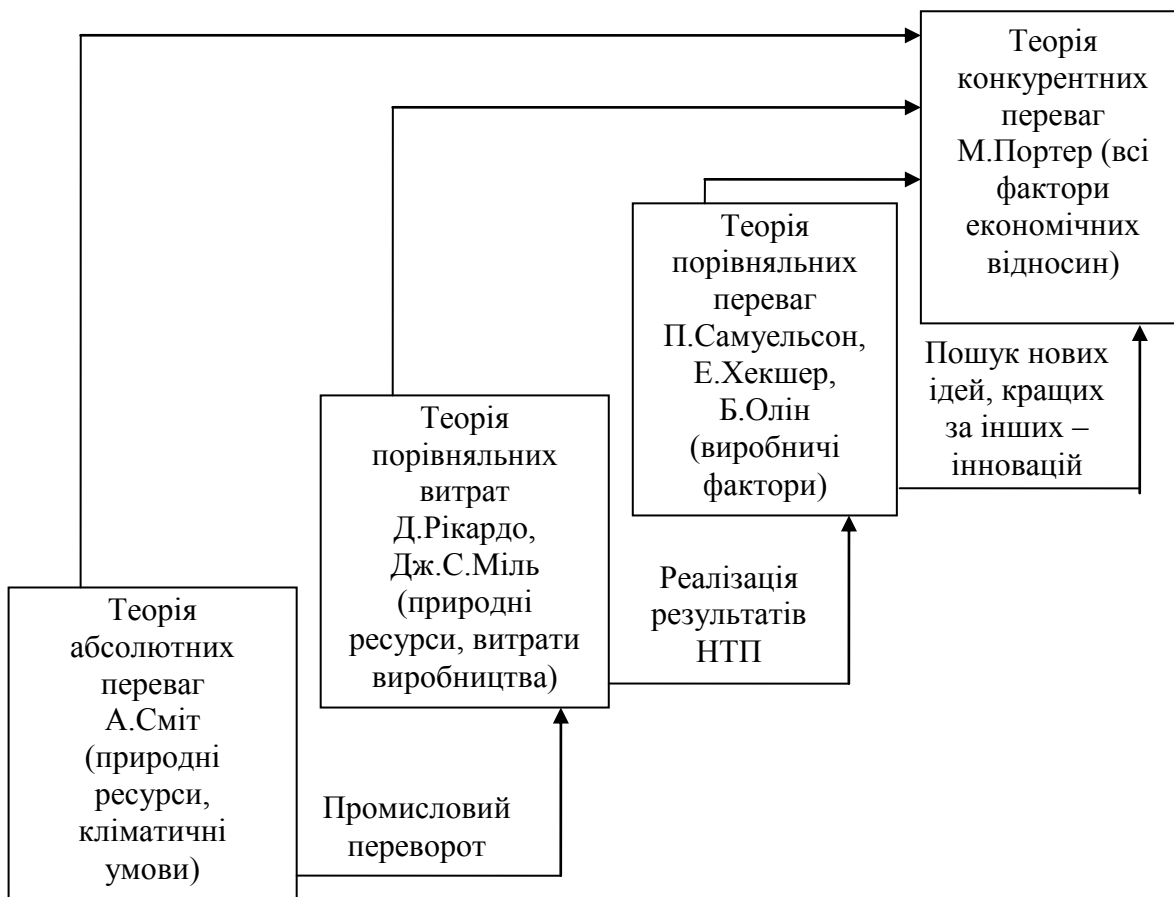 Теорія
конкурентних
переваг
М.Портер (всі
фактори
економічних
відносин)
Теорія
порівняльних
переваг
П.Самуельсон,
Е.Хекшер,
Б.Олін
(виробничі
фактори)
Пошук нових
ідей, кращих
за інших –
інновацій
Теорія
порівняльних
витрат
Д.Рікардо,
Дж.С.Міль
(природні
ресурси, витрати
виробництва)
Реалізація
результатів
НТП
Теорія
абсолютних
переваг
А.Сміт
(природні
ресурси,
кліматичні
умови)
Промисловий
переворот